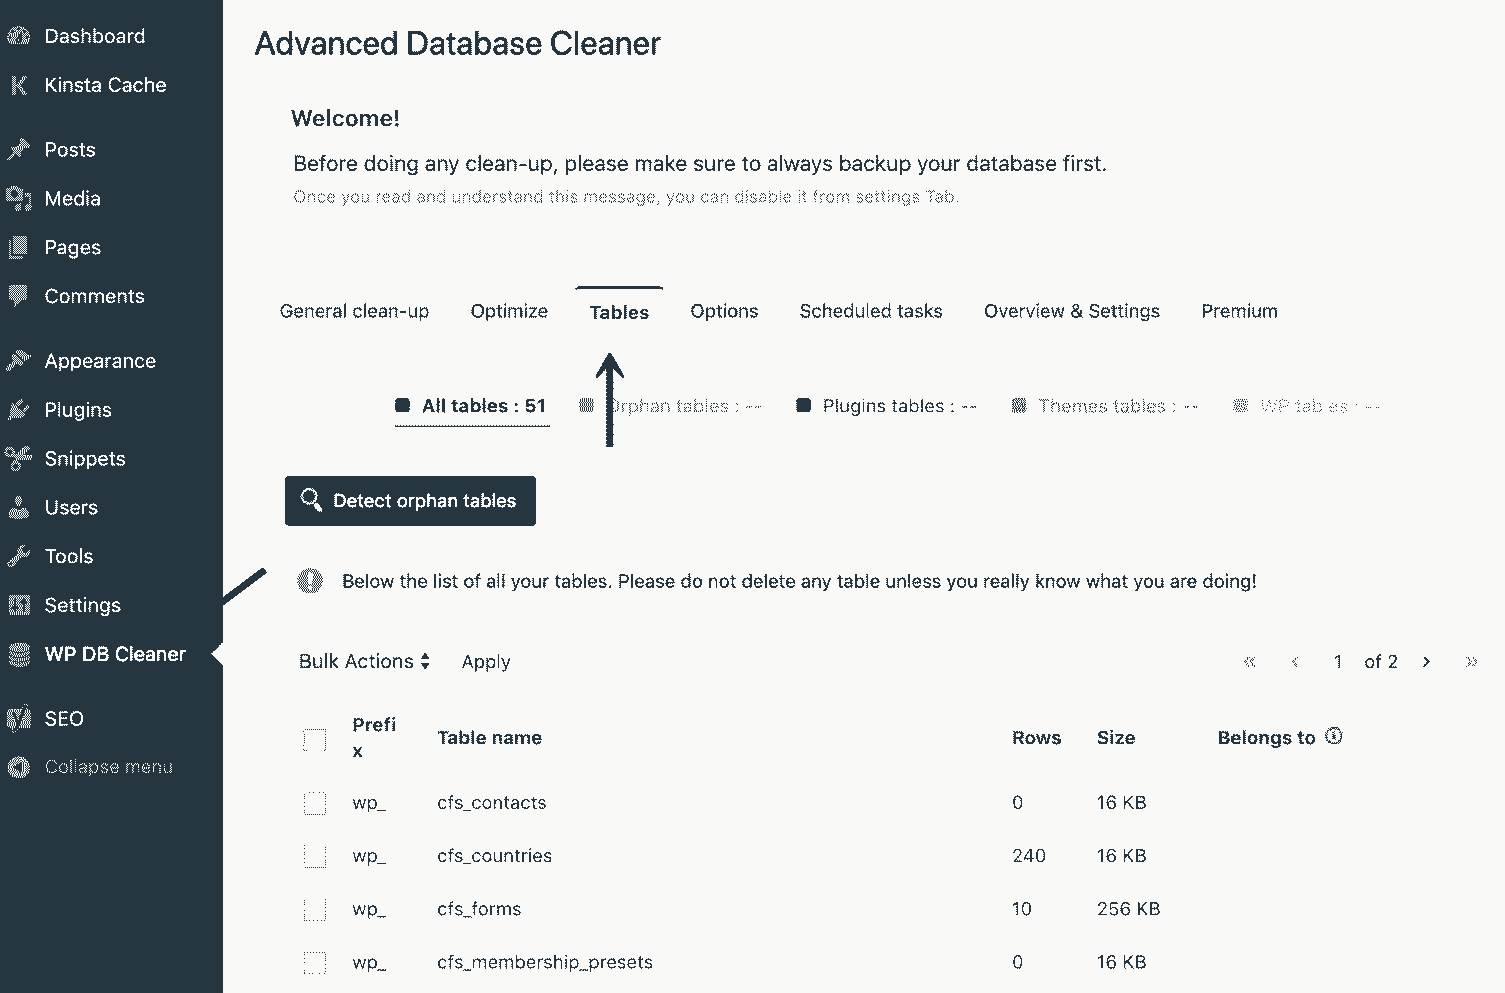 Dashboard
Kinsta Cache
Posts
Media
Pages
Comments
Appearance
Plugins
Snippets
Users
Tools
Settings
WP DB Cleaner
SEO
Collapse menu
Advanced Database Cleaner
Welcome!
Before doing any clean-up, please make sure to always backup your database first.
Once you read and understand this message, you can disable it from settings Tab.
General clean-up Optimize Tables Options Scheduled tasks Overview & Settings Premium
All tables : 51 Orphan tables : -- Plugins tables : -- Themes tables : -- WP tables : --
Detect orphan tables
Below the list of all your tables. Please do not delete any table unless you really know what you are doing!
Bulk Actions Apply « ‹ 1 of 2 › »
Prefi
x Table name Rows Size Belongs to
wp_ cfs_contacts 0 16 KB
wp_ cfs_countries 240 16 KB
wp_ cfs_forms 10 256 KB
wp_ cfs_membership_presets 0 16 KB